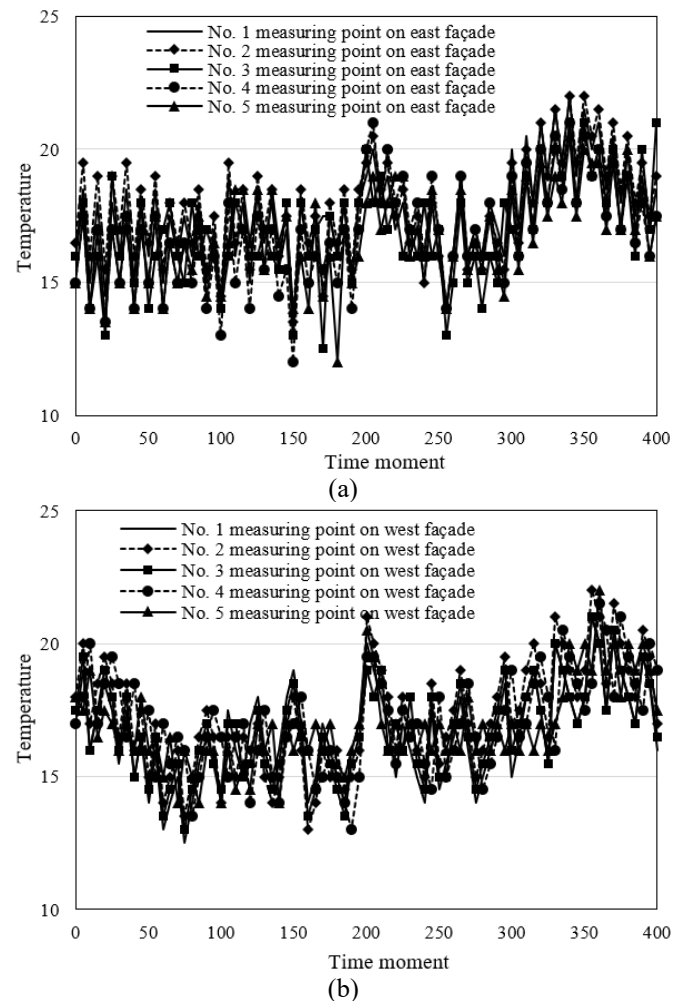 25
No. 1 measuring point on east façade
No. 2 measuring point on east façade
No. 3 measuring point on east façade
No. 4 measuring point on east façade
No. 5 measuring point on east façade
20
Temperature
15
10
0 50 100 150 200 250 300 350 400
Time moment
(a)
25
No. 1 measuring point on west façade
No. 2 measuring point on west façade
No. 3 measuring point on west façade
No. 4 measuring point on west façade
No. 5 measuring point on west façade
20
Temperature
15
10
0 50 100 150 200 250 300 350 400
Time moment
(b)